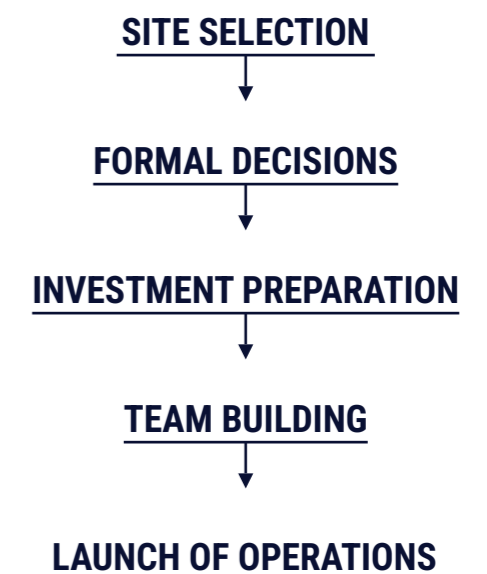 SITE SELECTION
FORMAL DECISIONS
INVESTMENT PREPARATION
TEAM BUILDING
LAUNCH OF OPERATIONS